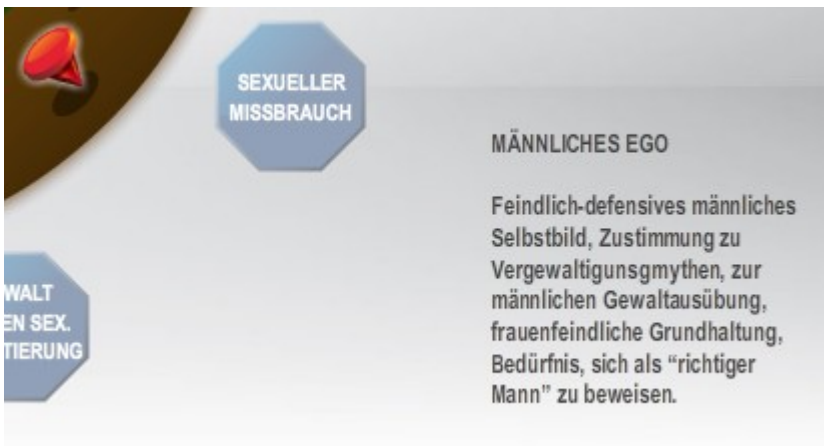 SEXUELLER
MISSBRAUCH
MÄNNLICHES EGO
Feindlich-defensives männliches
Selbstbild, Zustimmung zu
Vergewaltigunsgmythen, zur
männlichen Gewaltausübung,
frauenfeindliche Grundhaltung,
Bedürfnis, sich als “richtiger
Mann” zu beweisen.
WALT
EN SEX.
TIERUNG